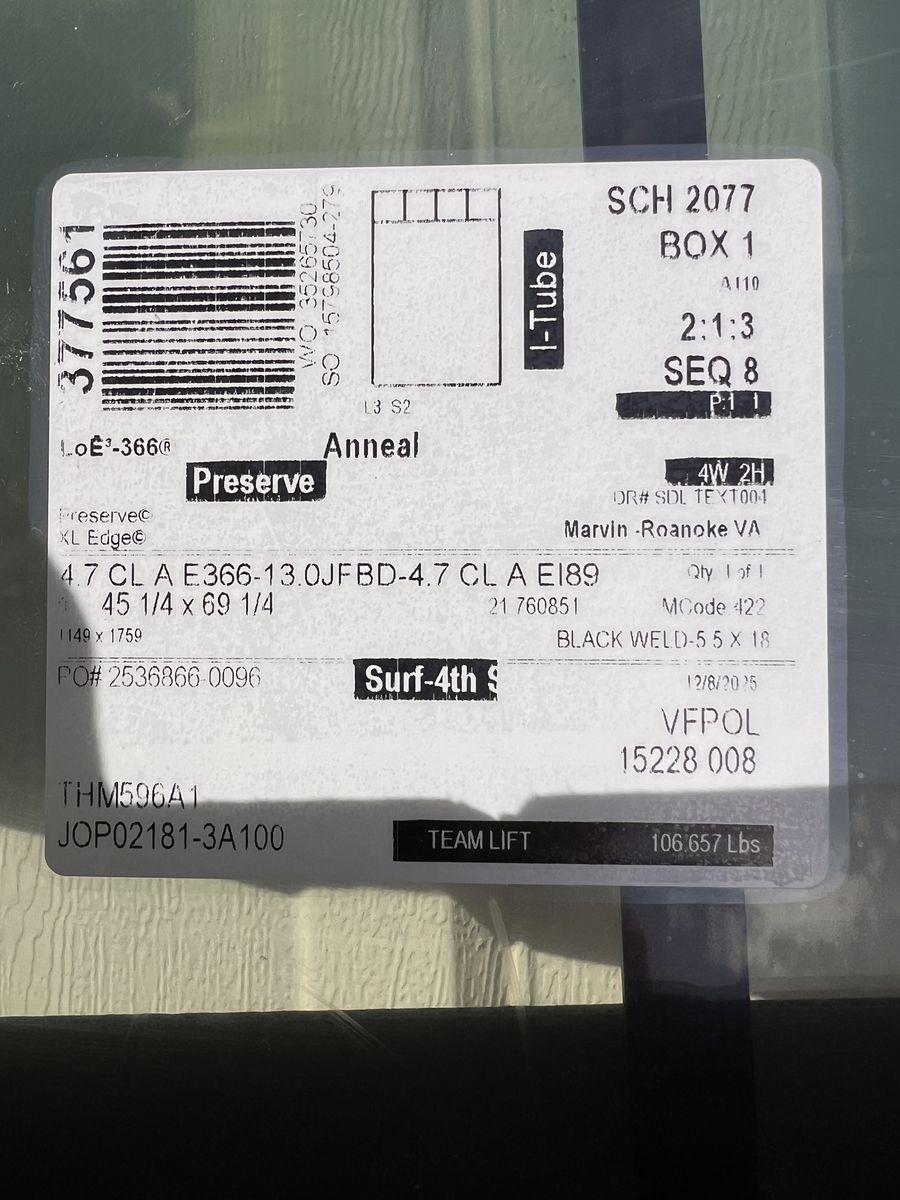 377561
WO 35265730
SO 15798504-279
I-Tube
SCH 2077
BOX 1
A110
2:1:3
SEQ 8
L3 S2
LoĒ³-366®
Anneal
Preserve
4W 2H
DR# SDL TEXT004
Preserve©
XL Edge©
Marvin -Roanoke VA
4.7 CL A E366-13.0JFBD-4.7 CL A EI89
Qty 1 of 1
45 1/4 x 69 1/4
21.760851
MCode 422
1149 x 1759
BLACK WELD-5.5 X 18
PO# 2536866-0096
Surf-4th S
12/8/2025
VFPOL
15228 008
THM596A1
JOP02181-3A100
TEAM LIFT
106.657 Lbs